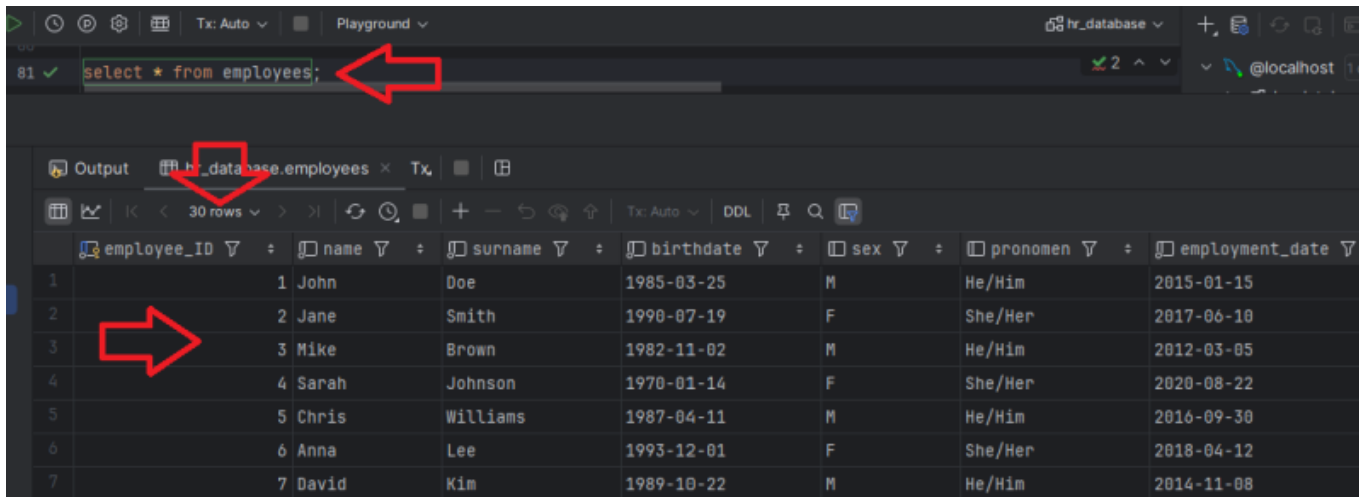 Tx: Auto Playground hr_database
81 select * from employees; 2 @localhost
Output hr_database.employees Tx
30 rows Tx: Auto DDL
employee_ID name surname birthdate sex pronomen employment_date
1 1 John Doe 1985-03-25 M He/Him 2015-01-15
2 2 Jane Smith 1990-07-19 F She/Her 2017-06-10
3 3 Mike Brown 1982-11-02 M He/Him 2012-03-05
4 4 Sarah Johnson 1970-01-14 F She/Her 2020-08-22
5 5 Chris Williams 1987-04-11 M He/Him 2016-09-30
6 6 Anna Lee 1993-12-01 F She/Her 2018-04-12
7 7 David Kim 1989-10-22 M He/Him 2014-11-08